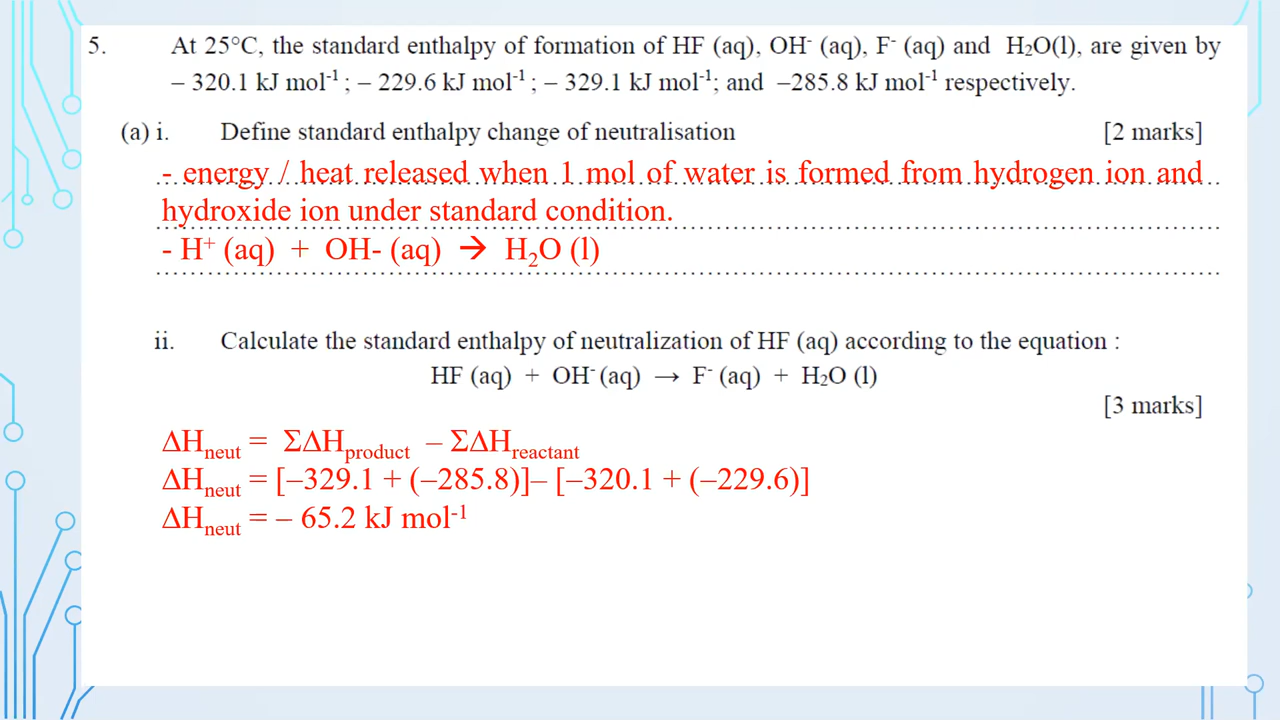 5. At 25°C, the standard enthalpy of formation of HF (aq), OH⁻ (aq), F⁻ (aq) and H₂O(l), are given by
– 320.1 kJ mol⁻¹ ; – 229.6 kJ mol⁻¹ ; – 329.1 kJ mol⁻¹; and –285.8 kJ mol⁻¹ respectively.
(a) i. Define standard enthalpy change of neutralisation [2 marks]
- energy / heat released when 1 mol of water is formed from hydrogen ion and
hydroxide ion under standard condition.
- H⁺ (aq) + OH- (aq) → H₂O (l)
ii. Calculate the standard enthalpy of neutralization of HF (aq) according to the equation :
HF (aq) + OH⁻ (aq) → F⁻ (aq) + H₂O (l)
[3 marks]
ΔHneut = ΣΔHproduct – ΣΔHreactant
ΔHneut = [–329.1 + (–285.8)]– [–320.1 + (–229.6)]
ΔHneut = – 65.2 kJ mol⁻¹